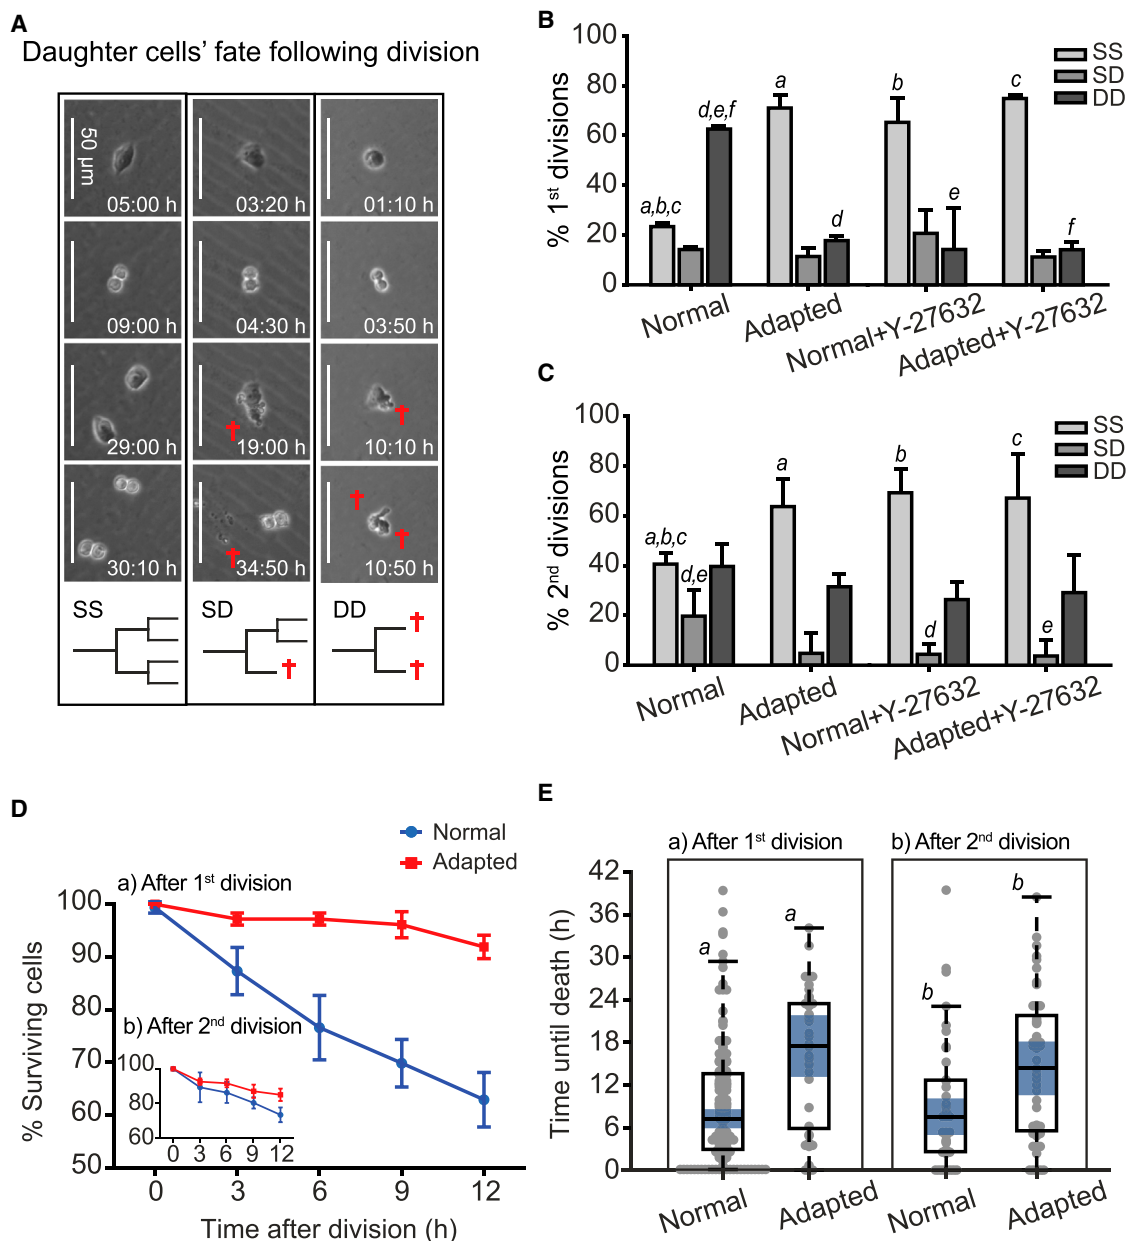 A
Daughter cells' fate following division
50 µm
05:00 h
03:20 h
01:10 h
09:00 h
04:30 h
03:50 h
29:00 h
19:00 h
10:10 h
30:10 h
34:50 h
10:50 h
SS
SD
DD
B
% 1st divisions
100
80
60
40
20
0
a,b,c
d,e,f
a
d
b
e
c
f
SS
SD
DD
Normal
Adapted
Normal+Y-27632
Adapted+Y-27632
C
% 2nd divisions
100
80
60
40
20
0
a,b,c
d,e
a
b
d
c
e
SS
SD
DD
Normal
Adapted
Normal+Y-27632
Adapted+Y-27632
D
Normal
Adapted
a) After 1st division
% Surviving cells
100
90
80
70
60
50
b) After 2nd division
100
80
60
0 3 6 9 12
0 3 6 9 12
Time after division (h)
E
a) After 1st division
b) After 2nd division
Time until death (h)
42
36
30
24
18
12
6
0
a
a
b
b
Normal
Adapted
Normal
Adapted